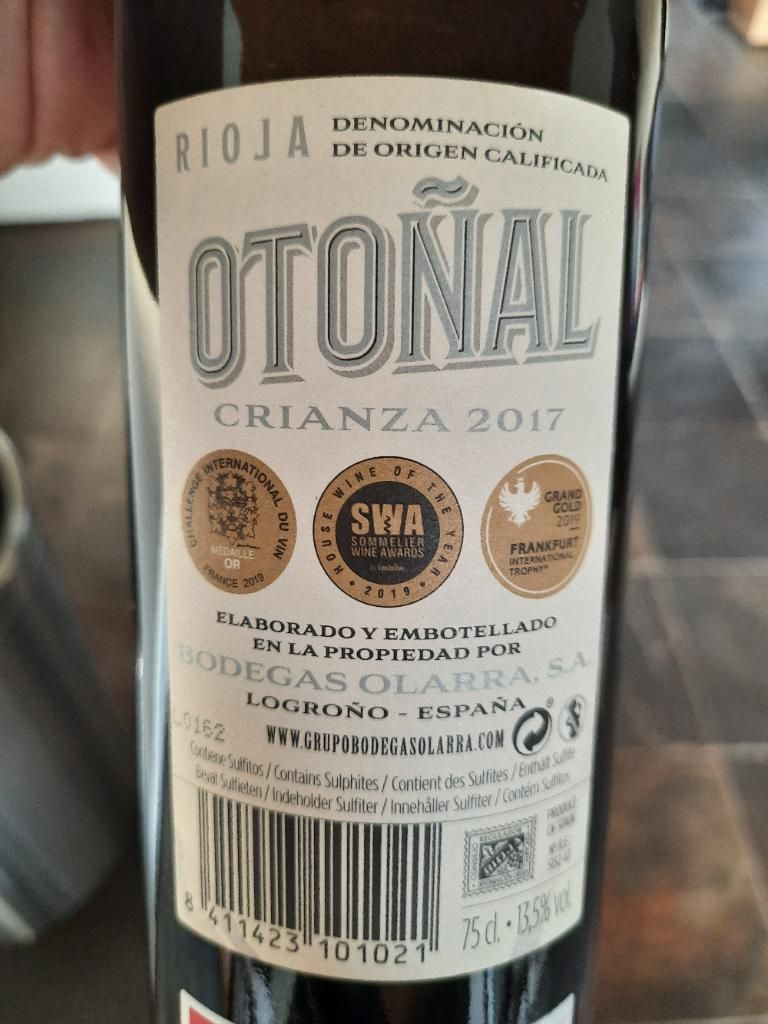 RIOJA DENOMINACIÓN
DE ORIGEN CALIFICADA
OTOÑAL
CRIANZA 2017
CHALLENGE INTERNATIONAL DU VIN
MÉDAILLE
OR
FRANCE 2019
HOUSE WINE OF THE YEAR
SWA
SOMMELIER
WINE AWARDS
2019
GRAND
GOLD
2019
FRANKFURT
INTERNATIONAL
TROPHY®
ELABORADO Y EMBOTELLADO
EN LA PROPIEDAD POR
BODEGAS OLARRA, S.A.
LOGROÑO - ESPAÑA
L0162
WWW.GRUPOBODEGASOLARRA.COM
Contiene Sulfitos / Contains Sulphites / Contient des Sulfites / Enthält Sulfite
Bevat Sulfieten / Indeholder Sulfiter / Innehåller Sulfiter / Contém Sulfitos
PRODUCE
OF SPAIN
CONSEJO REGULADOR
RIOJA
8 411423 101021
75 cl. • 13,5% vol.